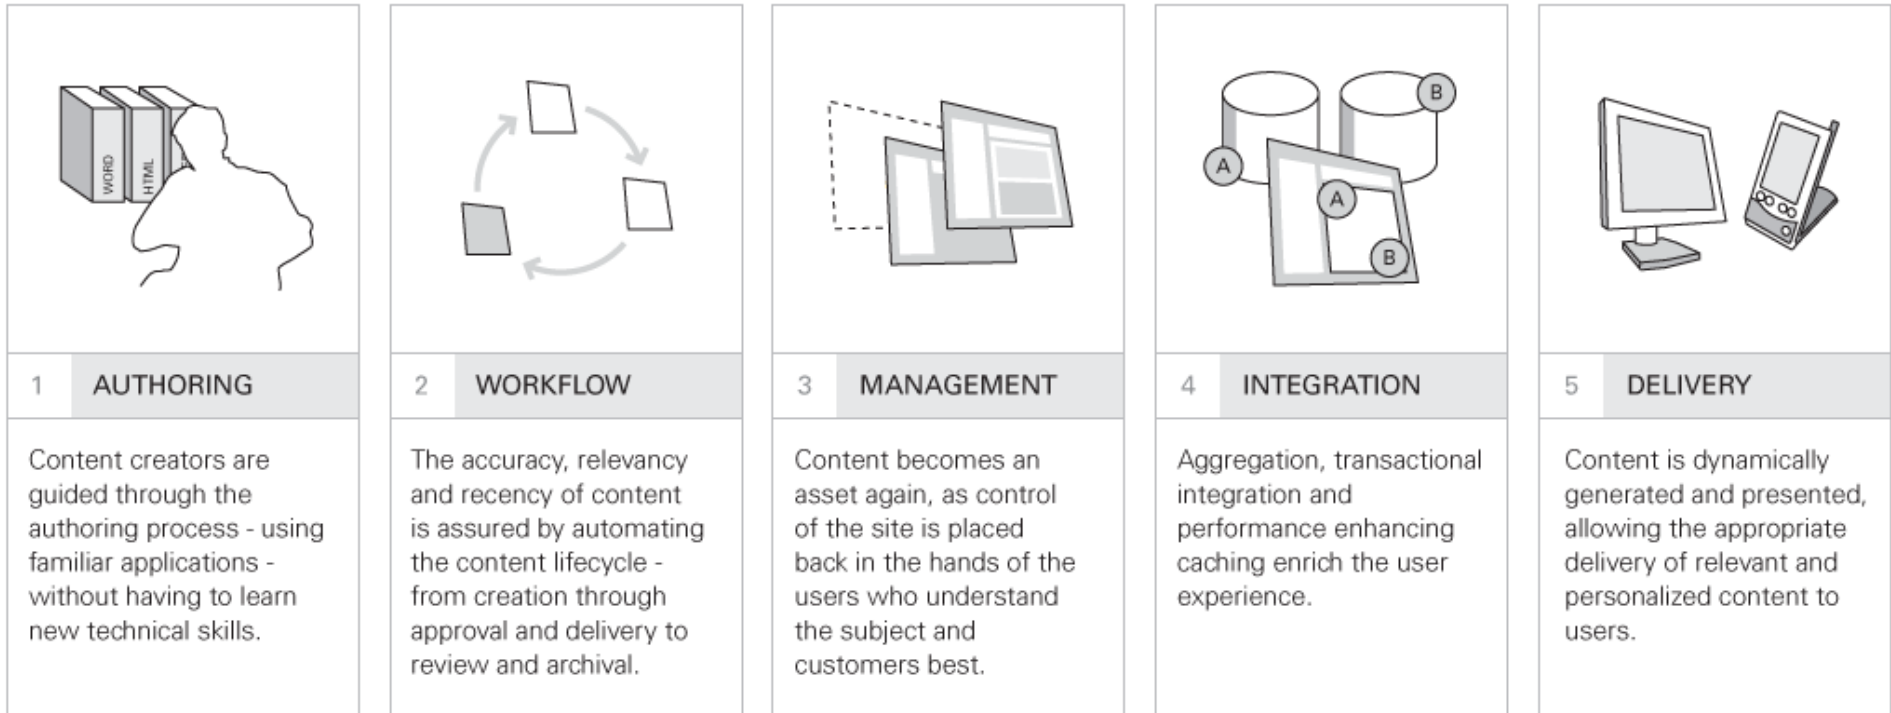 WORD
HTML
A
B
A
B
1 AUTHORING
Content creators are
guided through the
authoring process - using
familiar applications -
without having to learn
new technical skills.
2 WORKFLOW
The accuracy, relevancy
and recency of content
is assured by automating
the content lifecycle -
from creation through
approval and delivery to
review and archival.
3 MANAGEMENT
Content becomes an
asset again, as control
of the site is placed
back in the hands of the
users who understand
the subject and
customers best.
4 INTEGRATION
Aggregation, transactional
integration and
performance enhancing
caching enrich the user
experience.
5 DELIVERY
Content is dynamically
generated and presented,
allowing the appropriate
delivery of relevant and
personalized content to
users.